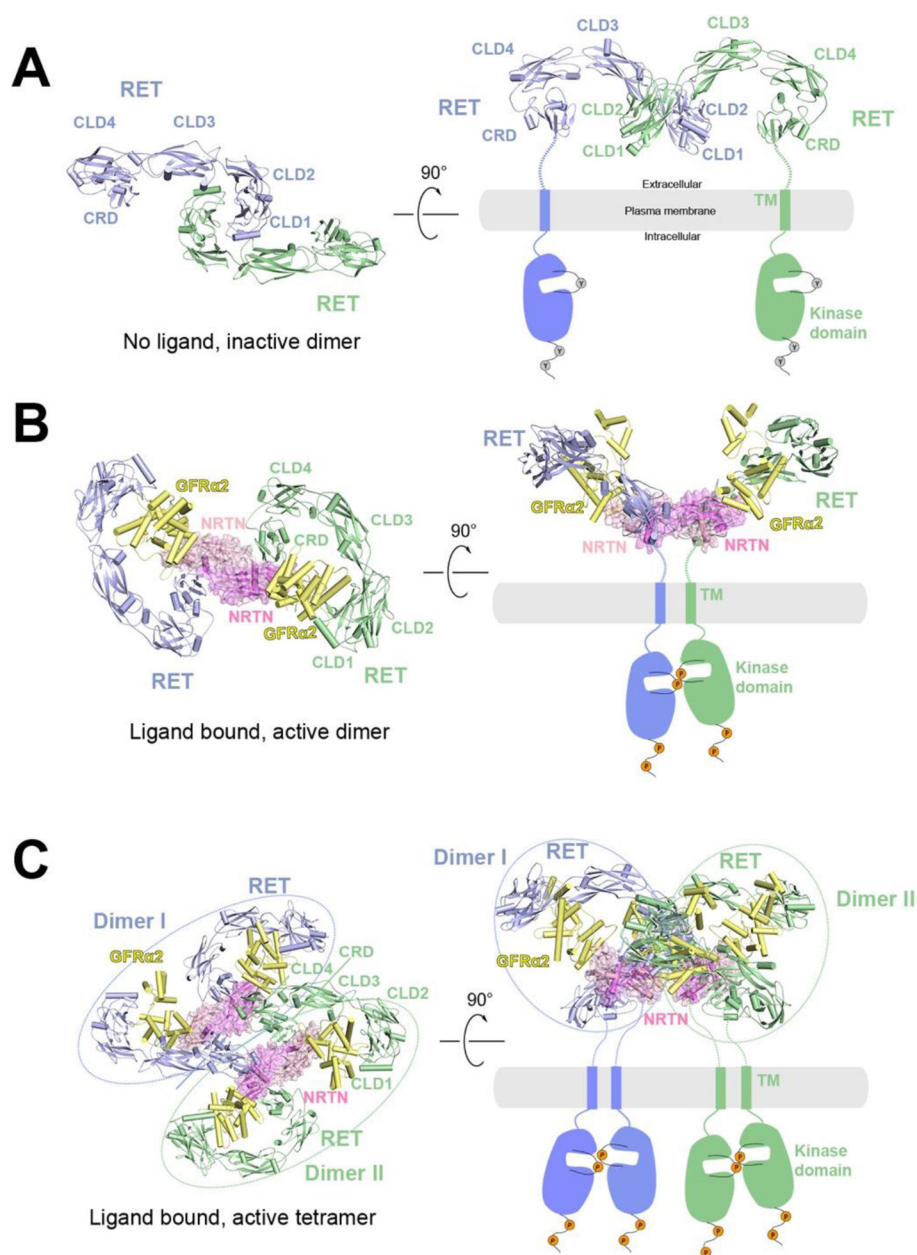 A
RET
CLD4
CLD3
CLD2
CRD
CLD1
RET
No ligand, inactive dimer
90°
CLD3
CLD3
CLD4
CLD4
RET
CLD2
CLD2
RET
CRD
CRD
CLD1
CLD1
Extracellular
TM
Plasma membrane
Intracellular
Y
Y
Kinase
domain
Y
Y
B
CLD4
GFRα2
NRTN
CLD3
CRD
NRTN
GFRα2
CLD2
CLD1
RET
RET
Ligand bound, active dimer
90°
RET
RET
GFRα2
GFRα2
NRTN
NRTN
TM
Kinase
domain
P
P
P
P
C
RET
Dimer I
GFRα2
CRD
CLD4
CLD3
CLD2
CLD1
NRTN
RET
Dimer II
Ligand bound, active tetramer
90°
Dimer I
RET
RET
Dimer II
GFRα2
NRTN
TM
Kinase
domain
P
P
P
P
P
P
P
P